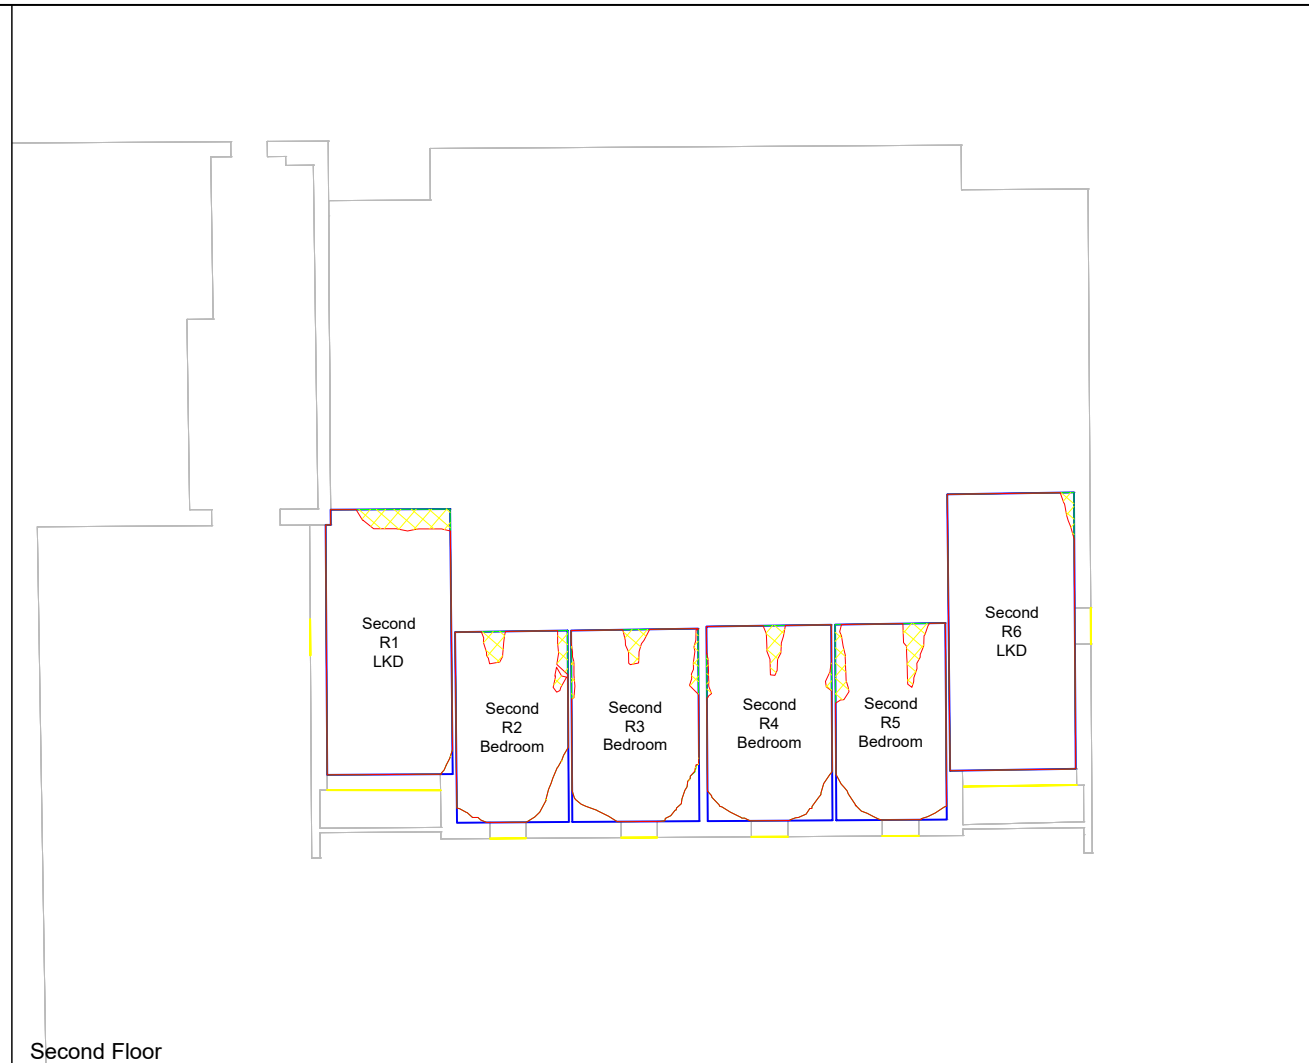 Second
R1
LKD
Second
R2
Bedroom
Second
R3
Bedroom
Second
R4
Bedroom
Second
R5
Bedroom
Second
R6
LKD
Second Floor